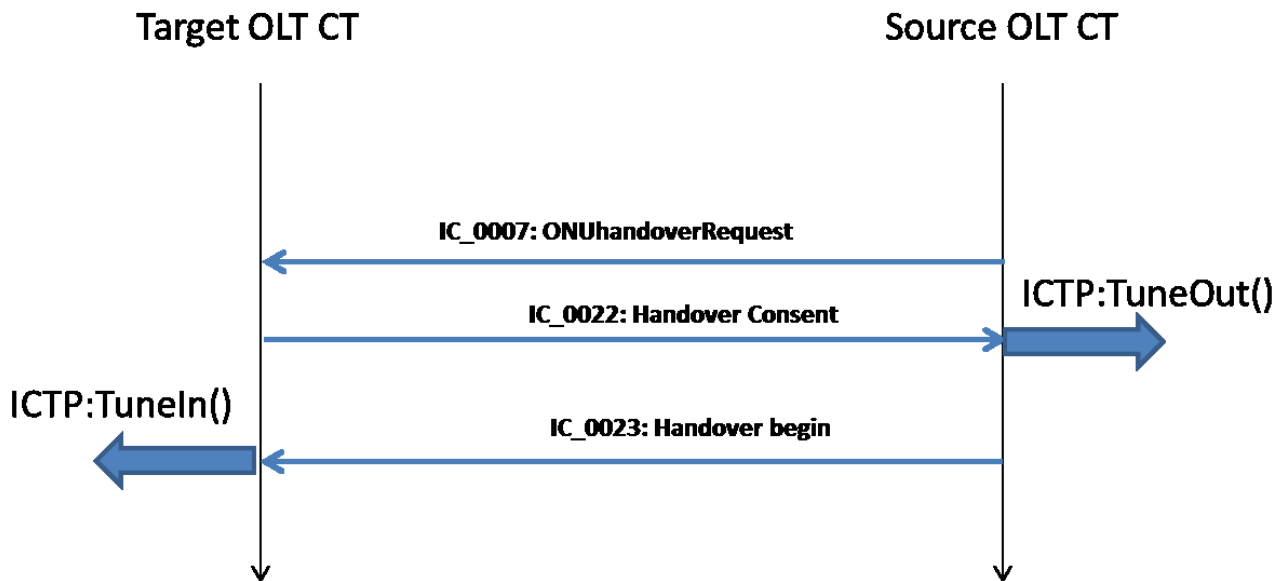 Target OLT CT
Source OLT CT
IC_0007: ONUhandoverRequest
ICTP:TuneOut()
IC_0022: Handover Consent
ICTP:TuneIn()
IC_0023: Handover begin